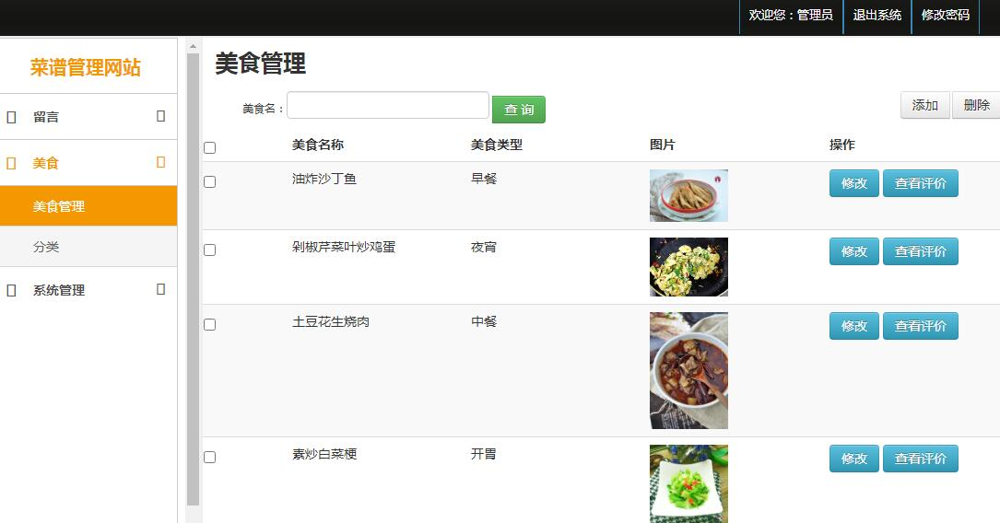 欢迎您：管理员 退出系统 修改密码
菜谱管理网站
留言
美食
美食管理
分类
系统管理
美食管理
美食名： 查 询 添加 删除
美食名称 美食类型 图片 操作
油炸沙丁鱼 早餐 修改 查看评价
剁椒芹菜叶炒鸡蛋 夜宵 修改 查看评价
土豆花生烧肉 中餐 修改 查看评价
素炒白菜梗 开胃 修改 查看评价